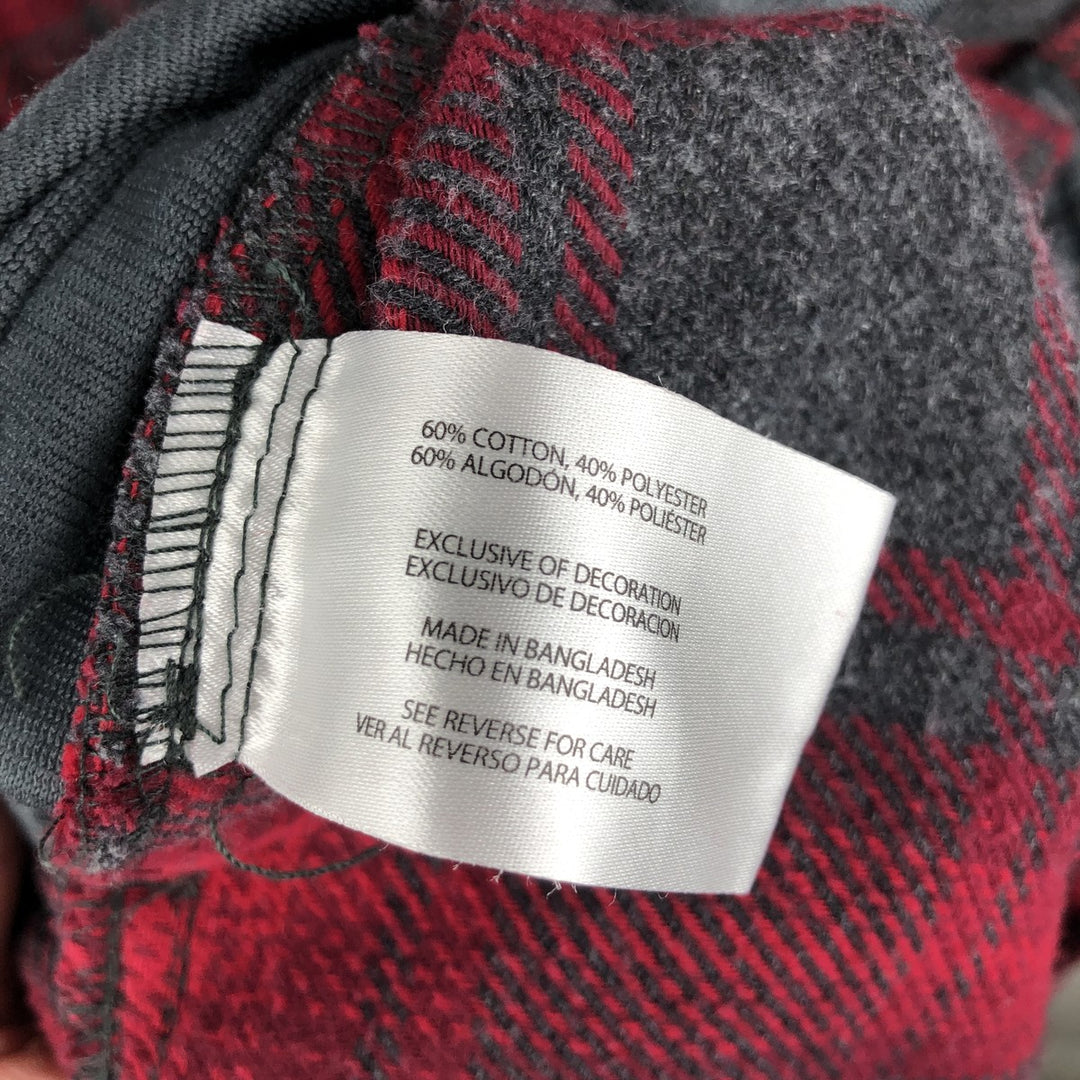 60% COTTON, 40% POLYESTER
60% ALGODÓN, 40% POLIÉSTER
EXCLUSIVE OF DECORATION
EXCLUSIVO DE DECORACION
MADE IN BANGLADESH
HECHO EN BANGLADESH
SEE REVERSE FOR CARE
VER AL REVERSO PARA CUIDADO